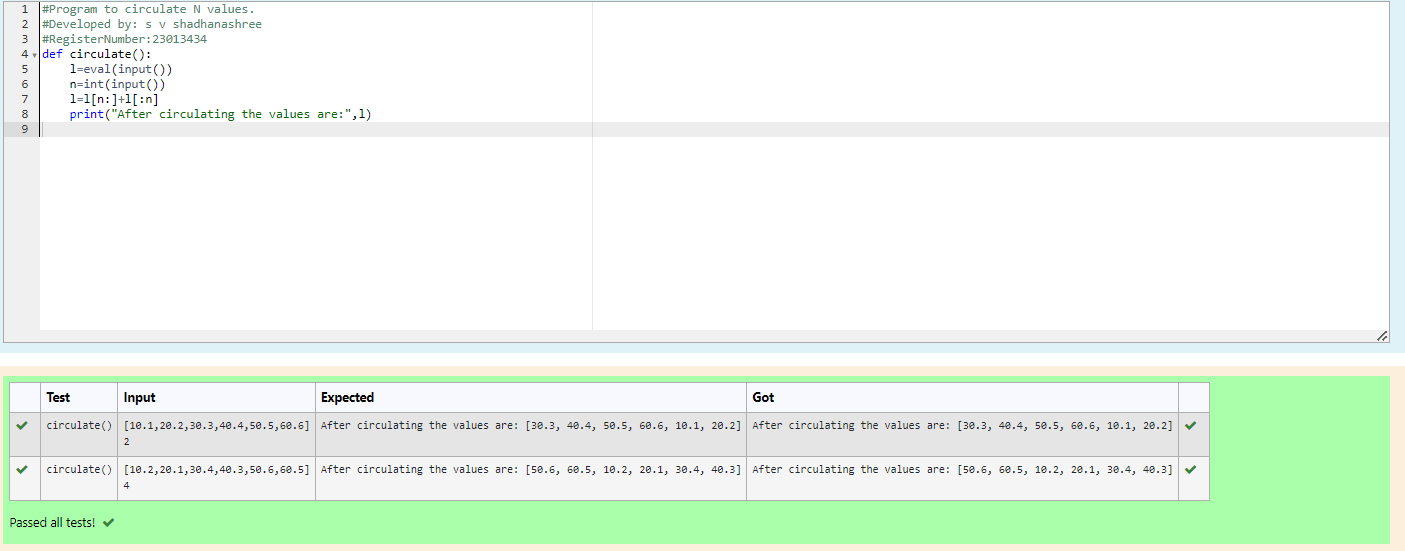 1 #Program to circulate N values.
2 #Developed by: s v shadhanashree
3 #RegisterNumber:23013434
4 def circulate():
5     l=eval(input())
6     n=int(input())
7     l=l[n:]+l[:n]
8     print("After circulating the values are:",l)
9
Test Input Expected Got
circulate() [10.1,20.2,30.3,40.4,50.5,60.6] After circulating the values are: [30.3, 40.4, 50.5, 60.6, 10.1, 20.2] After circulating the values are: [30.3, 40.4, 50.5, 60.6, 10.1, 20.2]
2
circulate() [10.2,20.1,30.4,40.3,50.6,60.5] After circulating the values are: [50.6, 60.5, 10.2, 20.1, 30.4, 40.3] After circulating the values are: [50.6, 60.5, 10.2, 20.1, 30.4, 40.3]
4
Passed all tests!